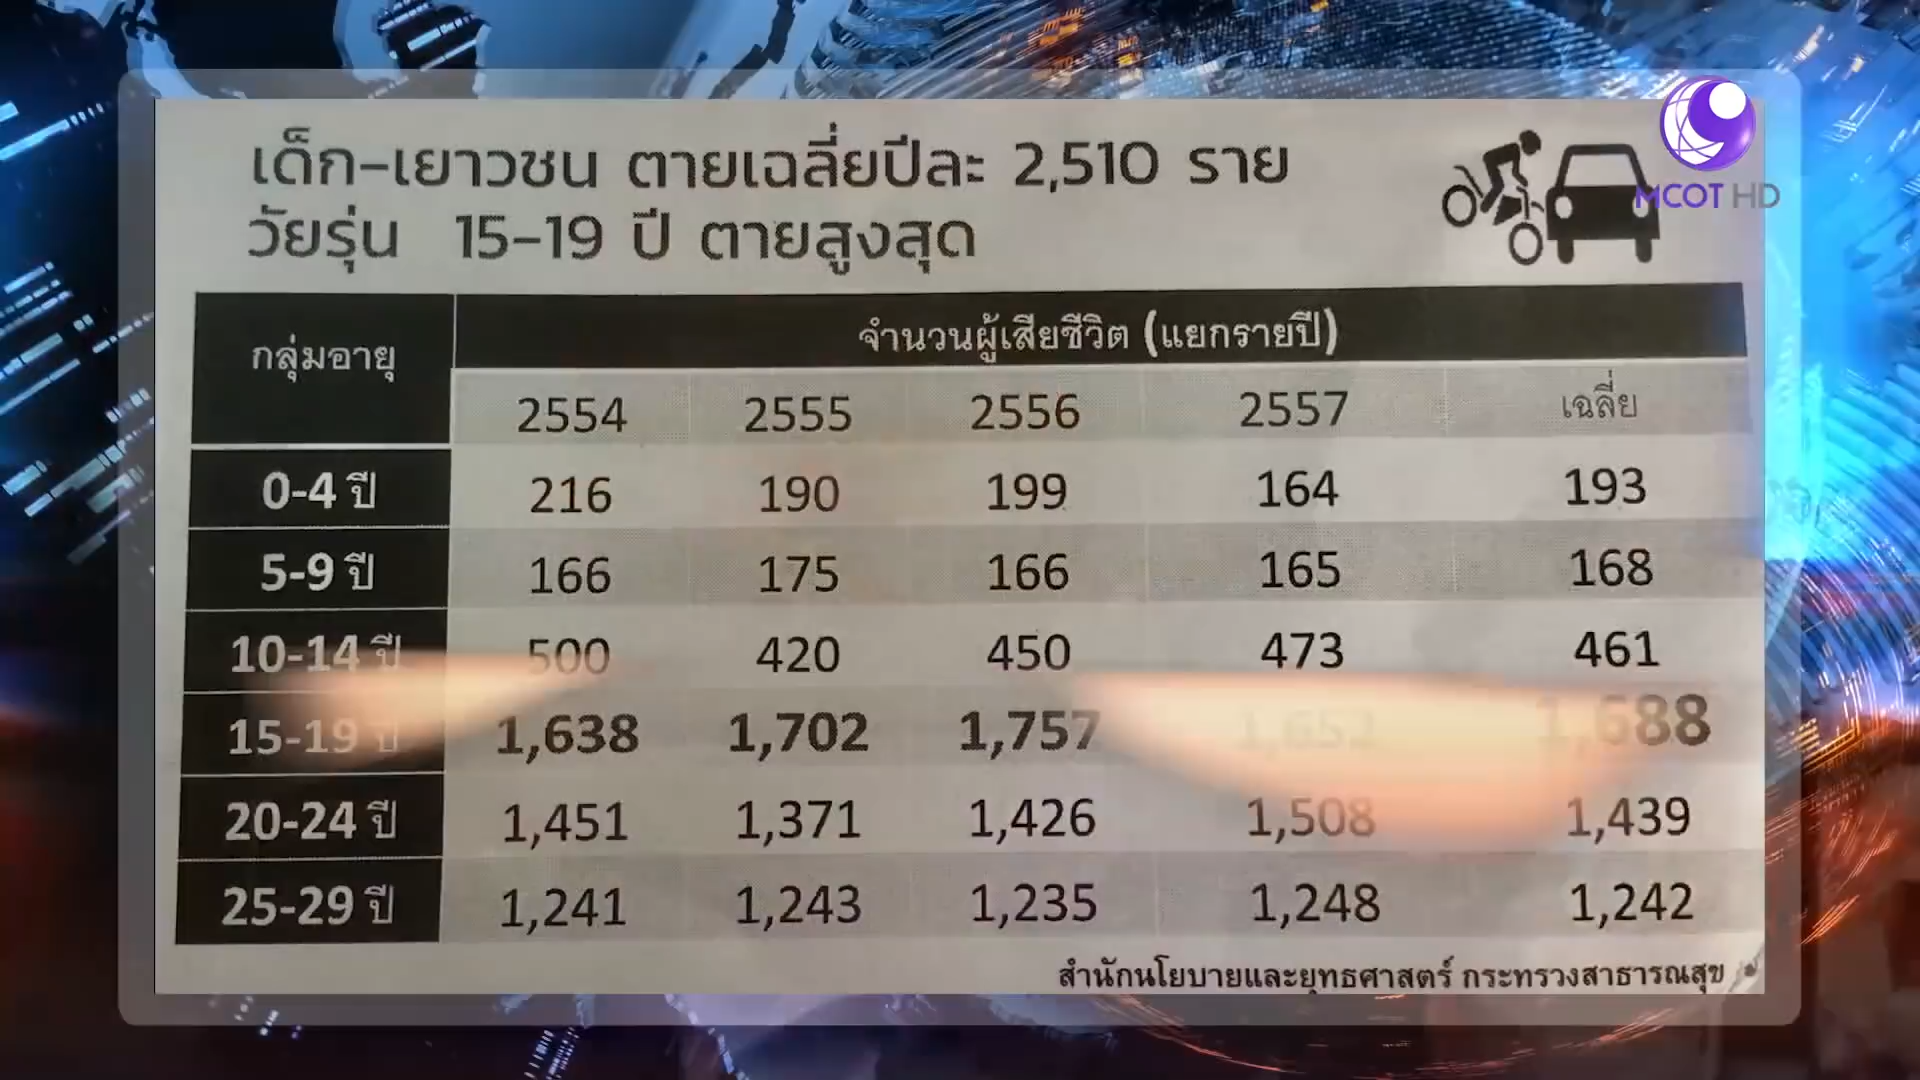 MCOT HD
เด็ก-เยาวชน ตายเฉลี่ยปีละ 2,510 ราย
วัยรุ่น 15-19 ปี ตายสูงสุด
กลุ่มอายุ จำนวนผู้เสียชีวิต (แยกรายปี)
2554 2555 2556 2557 เฉลี่ย
0-4 ปี 216 190 199 164 193
5-9 ปี 166 175 166 165 168
10-14 ปี 500 420 450 473 461
15-19 ปี 1,638 1,702 1,757 1,652 1,688
20-24 ปี 1,451 1,371 1,426 1,508 1,439
25-29 ปี 1,241 1,243 1,235 1,248 1,242
สำนักนโยบายและยุทธศาสตร์ กระทรวงสาธารณสุข